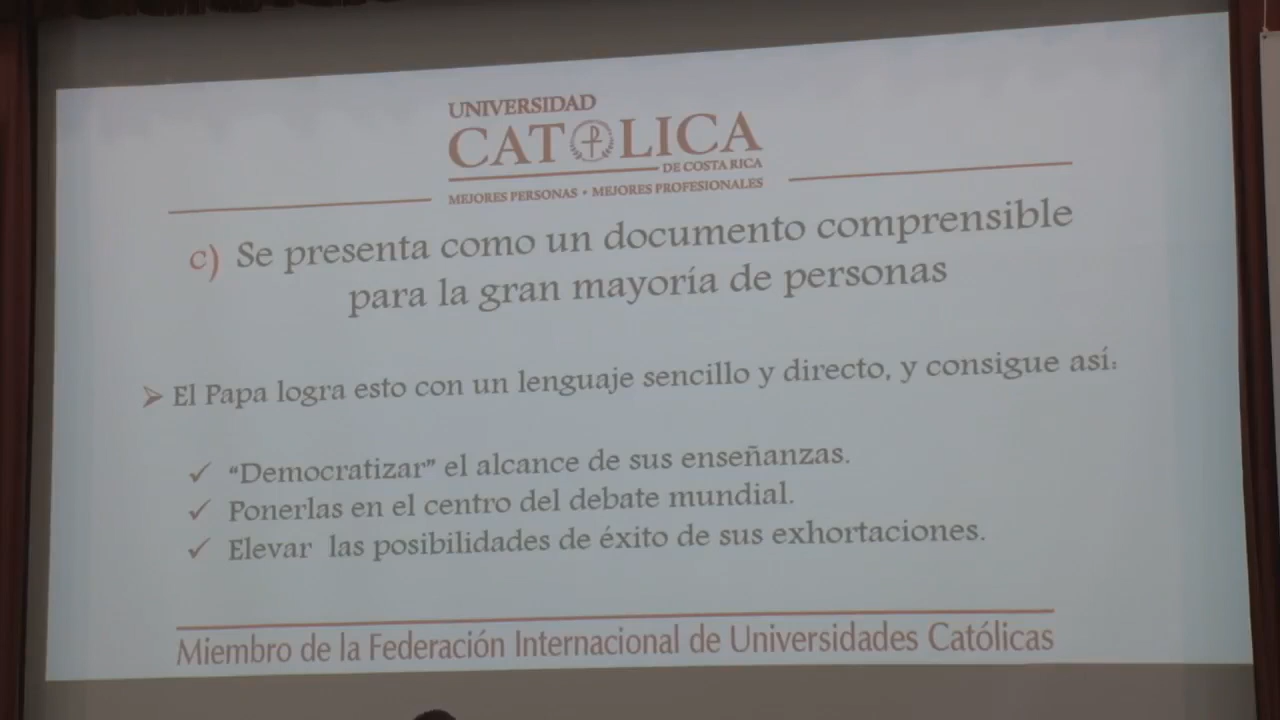 UNIVERSIDAD
CATOLICA
DE COSTA RICA
MEJORES PERSONAS • MEJORES PROFESIONALES
c) Se presenta como un documento comprensible
para la gran mayoría de personas
➢ El Papa logra esto con un lenguaje sencillo y directo, y consigue así:
✓ “Democratizar” el alcance de sus enseñanzas.
✓ Ponerlas en el centro del debate mundial.
✓ Elevar las posibilidades de éxito de sus exhortaciones.
Miembro de la Federación Internacional de Universidades Católicas